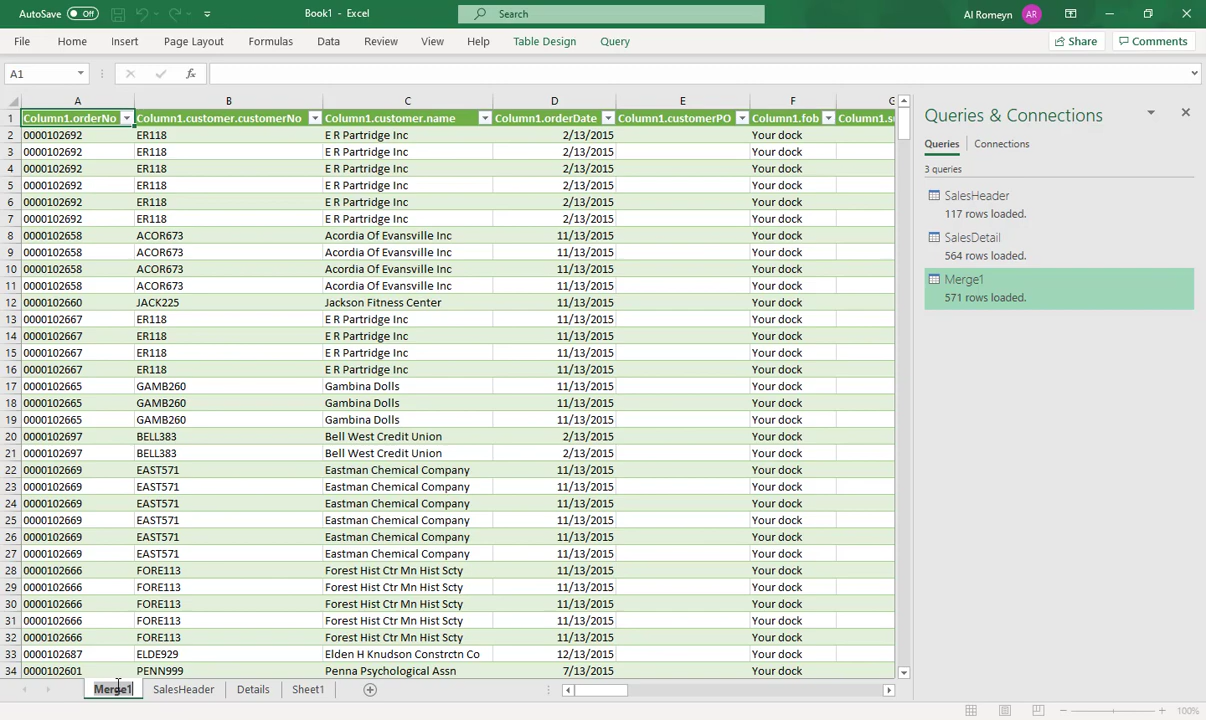 AutoSave Off Book1 - Excel Search Al Romeyn AR
File Home Insert Page Layout Formulas Data Review View Help Table Design Query Share Comments
A1 fx
A B C D E F G
1 Column1.orderNo Column1.customer.customerNo Column1.customer.name Column1.orderDate Column1.customerPO Column1.fob
2 0000102692 ER118 E R Partridge Inc 2/13/2015 Your dock
3 0000102692 ER118 E R Partridge Inc 2/13/2015 Your dock
4 0000102692 ER118 E R Partridge Inc 2/13/2015 Your dock
5 0000102692 ER118 E R Partridge Inc 2/13/2015 Your dock
6 0000102692 ER118 E R Partridge Inc 2/13/2015 Your dock
7 0000102692 ER118 E R Partridge Inc 2/13/2015 Your dock
8 0000102658 ACOR673 Acordia Of Evansville Inc 11/13/2015 Your dock
9 0000102658 ACOR673 Acordia Of Evansville Inc 11/13/2015 Your dock
10 0000102658 ACOR673 Acordia Of Evansville Inc 11/13/2015 Your dock
11 0000102658 ACOR673 Acordia Of Evansville Inc 11/13/2015 Your dock
12 0000102660 JACK225 Jackson Fitness Center 11/13/2015 Your dock
13 0000102667 ER118 E R Partridge Inc 11/13/2015 Your dock
14 0000102667 ER118 E R Partridge Inc 11/13/2015 Your dock
15 0000102667 ER118 E R Partridge Inc 11/13/2015 Your dock
16 0000102667 ER118 E R Partridge Inc 11/13/2015 Your dock
17 0000102665 GAMB260 Gambina Dolls 11/13/2015 Your dock
18 0000102665 GAMB260 Gambina Dolls 11/13/2015 Your dock
19 0000102665 GAMB260 Gambina Dolls 11/13/2015 Your dock
20 0000102697 BELL383 Bell West Credit Union 2/13/2015 Your dock
21 0000102697 BELL383 Bell West Credit Union 2/13/2015 Your dock
22 0000102669 EAST571 Eastman Chemical Company 11/13/2015 Your dock
23 0000102669 EAST571 Eastman Chemical Company 11/13/2015 Your dock
24 0000102669 EAST571 Eastman Chemical Company 11/13/2015 Your dock
25 0000102669 EAST571 Eastman Chemical Company 11/13/2015 Your dock
26 0000102669 EAST571 Eastman Chemical Company 11/13/2015 Your dock
27 0000102669 EAST571 Eastman Chemical Company 11/13/2015 Your dock
28 0000102666 FORE113 Forest Hist Ctr Mn Hist Scty 11/13/2015 Your dock
29 0000102666 FORE113 Forest Hist Ctr Mn Hist Scty 11/13/2015 Your dock
30 0000102666 FORE113 Forest Hist Ctr Mn Hist Scty 11/13/2015 Your dock
31 0000102666 FORE113 Forest Hist Ctr Mn Hist Scty 11/13/2015 Your dock
32 0000102666 FORE113 Forest Hist Ctr Mn Hist Scty 11/13/2015 Your dock
33 0000102687 ELDE929 Elden H Knudson Constrctn Co 12/13/2015 Your dock
34 0000102601 PENN999 Penna Psychological Assn 7/13/2015 Your dock
Merge1 SalesHeader Details Sheet1
Queries & Connections
Queries Connections
3 queries
SalesHeader
117 rows loaded.
SalesDetail
564 rows loaded.
Merge1
571 rows loaded.
100%